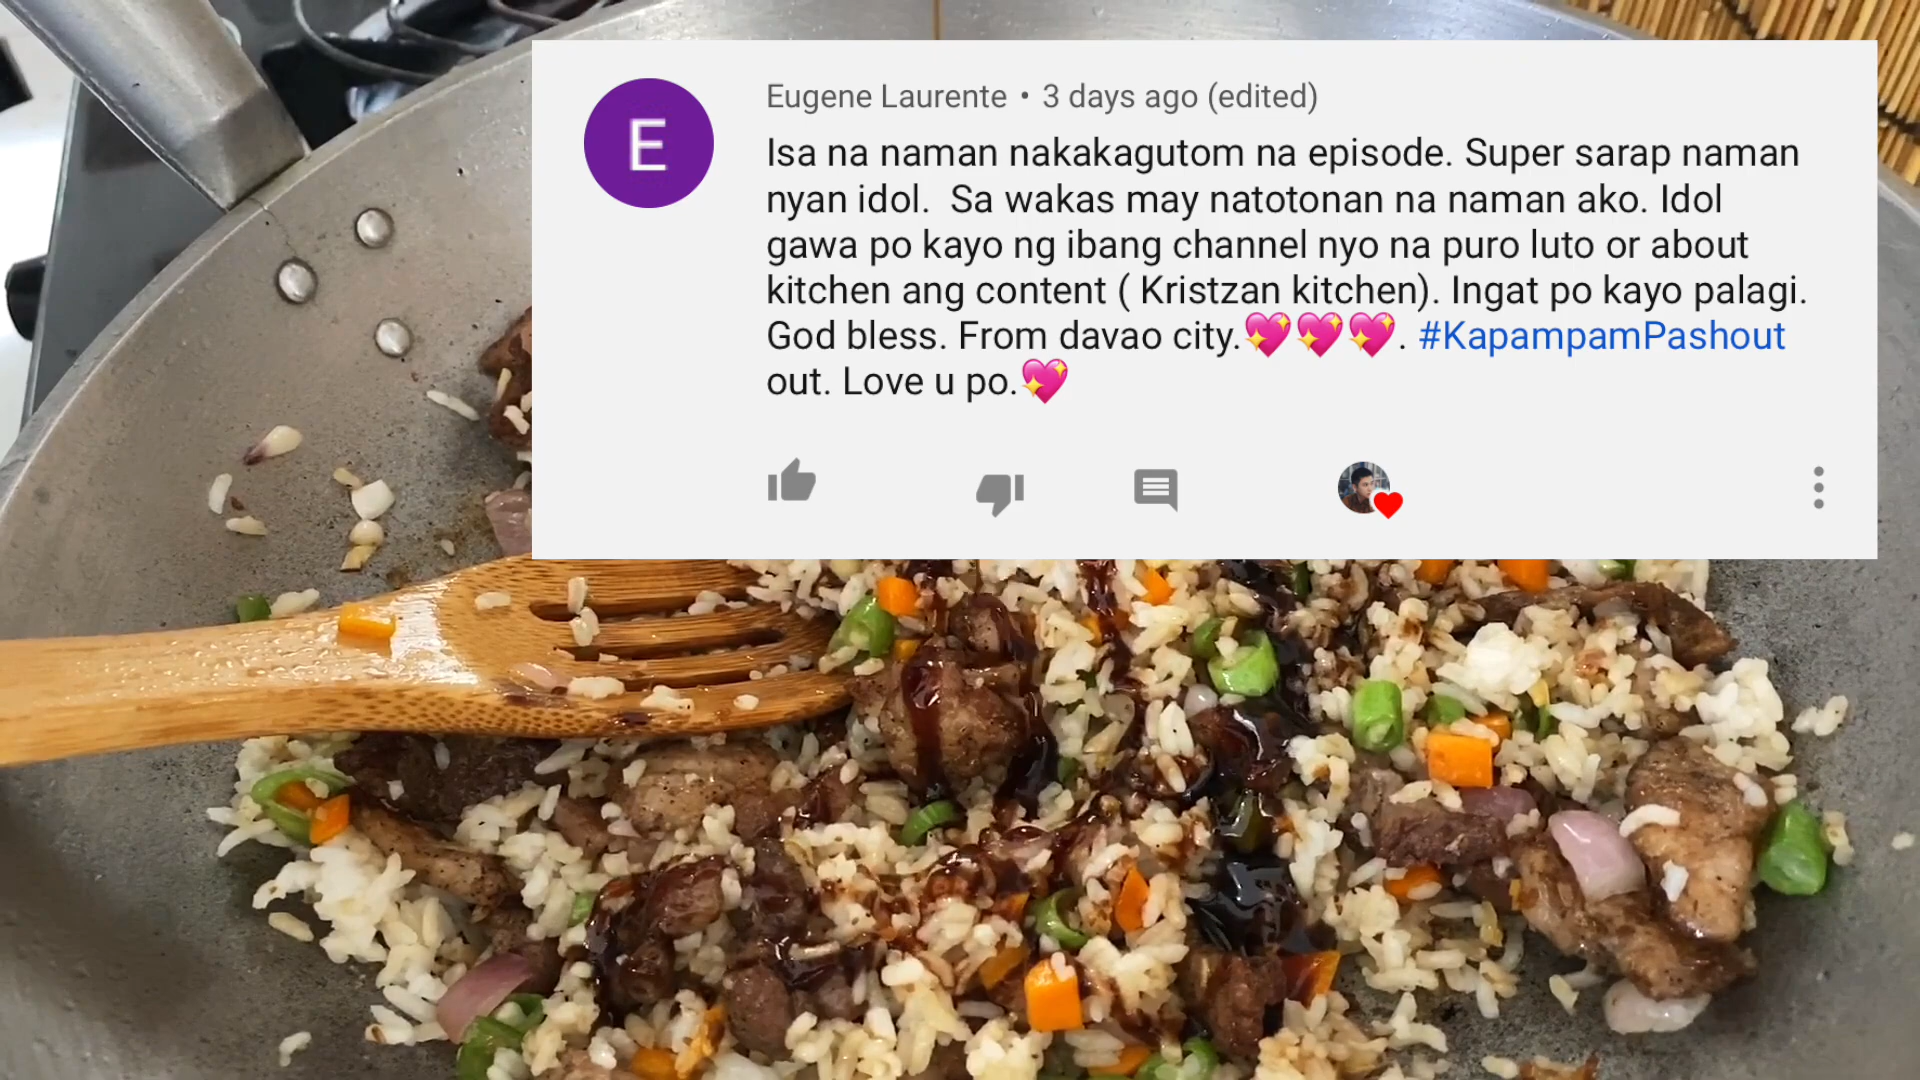 E
Eugene Laurente • 3 days ago (edited)
Isa na naman nakakagutom na episode. Super sarap naman
nyan idol.  Sa wakas may natotonan na naman ako. Idol
gawa po kayo ng ibang channel nyo na puro luto or about
kitchen ang content ( Kristzan kitchen). Ingat po kayo palagi.
God bless. From davao city.💖💖💖. #KapampamPashout
out. Love u po.💖